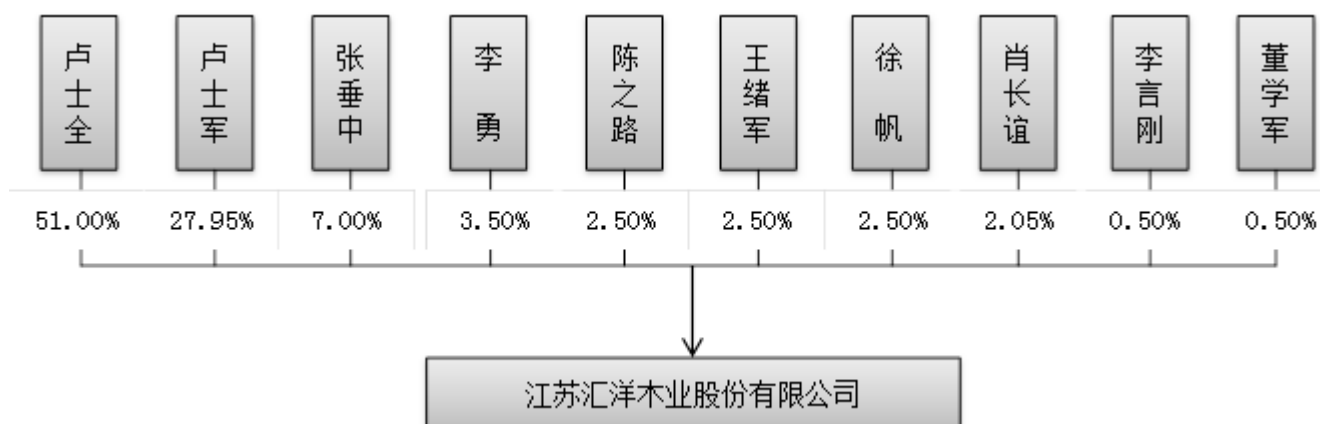 卢士全
卢士军
张垂中
李勇
陈之路
王绪军
徐帆
肖长谊
李言刚
董学军
51.00%
27.95%
7.00%
3.50%
2.50%
2.50%
2.50%
2.05%
0.50%
0.50%
江苏汇洋木业股份有限公司